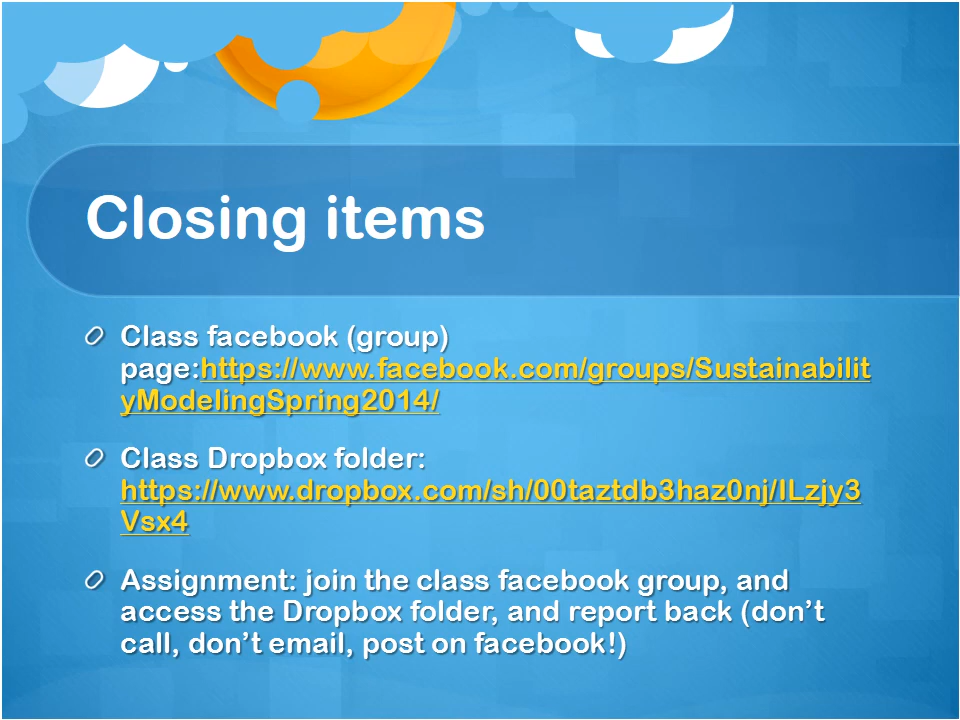 Closing items
Class facebook (group)
page:https://www.facebook.com/groups/Sustainabilit
yModelingSpring2014/
Class Dropbox folder:
https://www.dropbox.com/sh/00taztdb3haz0nj/ILzjy3
Vsx4
Assignment: join the class facebook group, and
access the Dropbox folder, and report back (don’t
call, don’t email, post on facebook!)